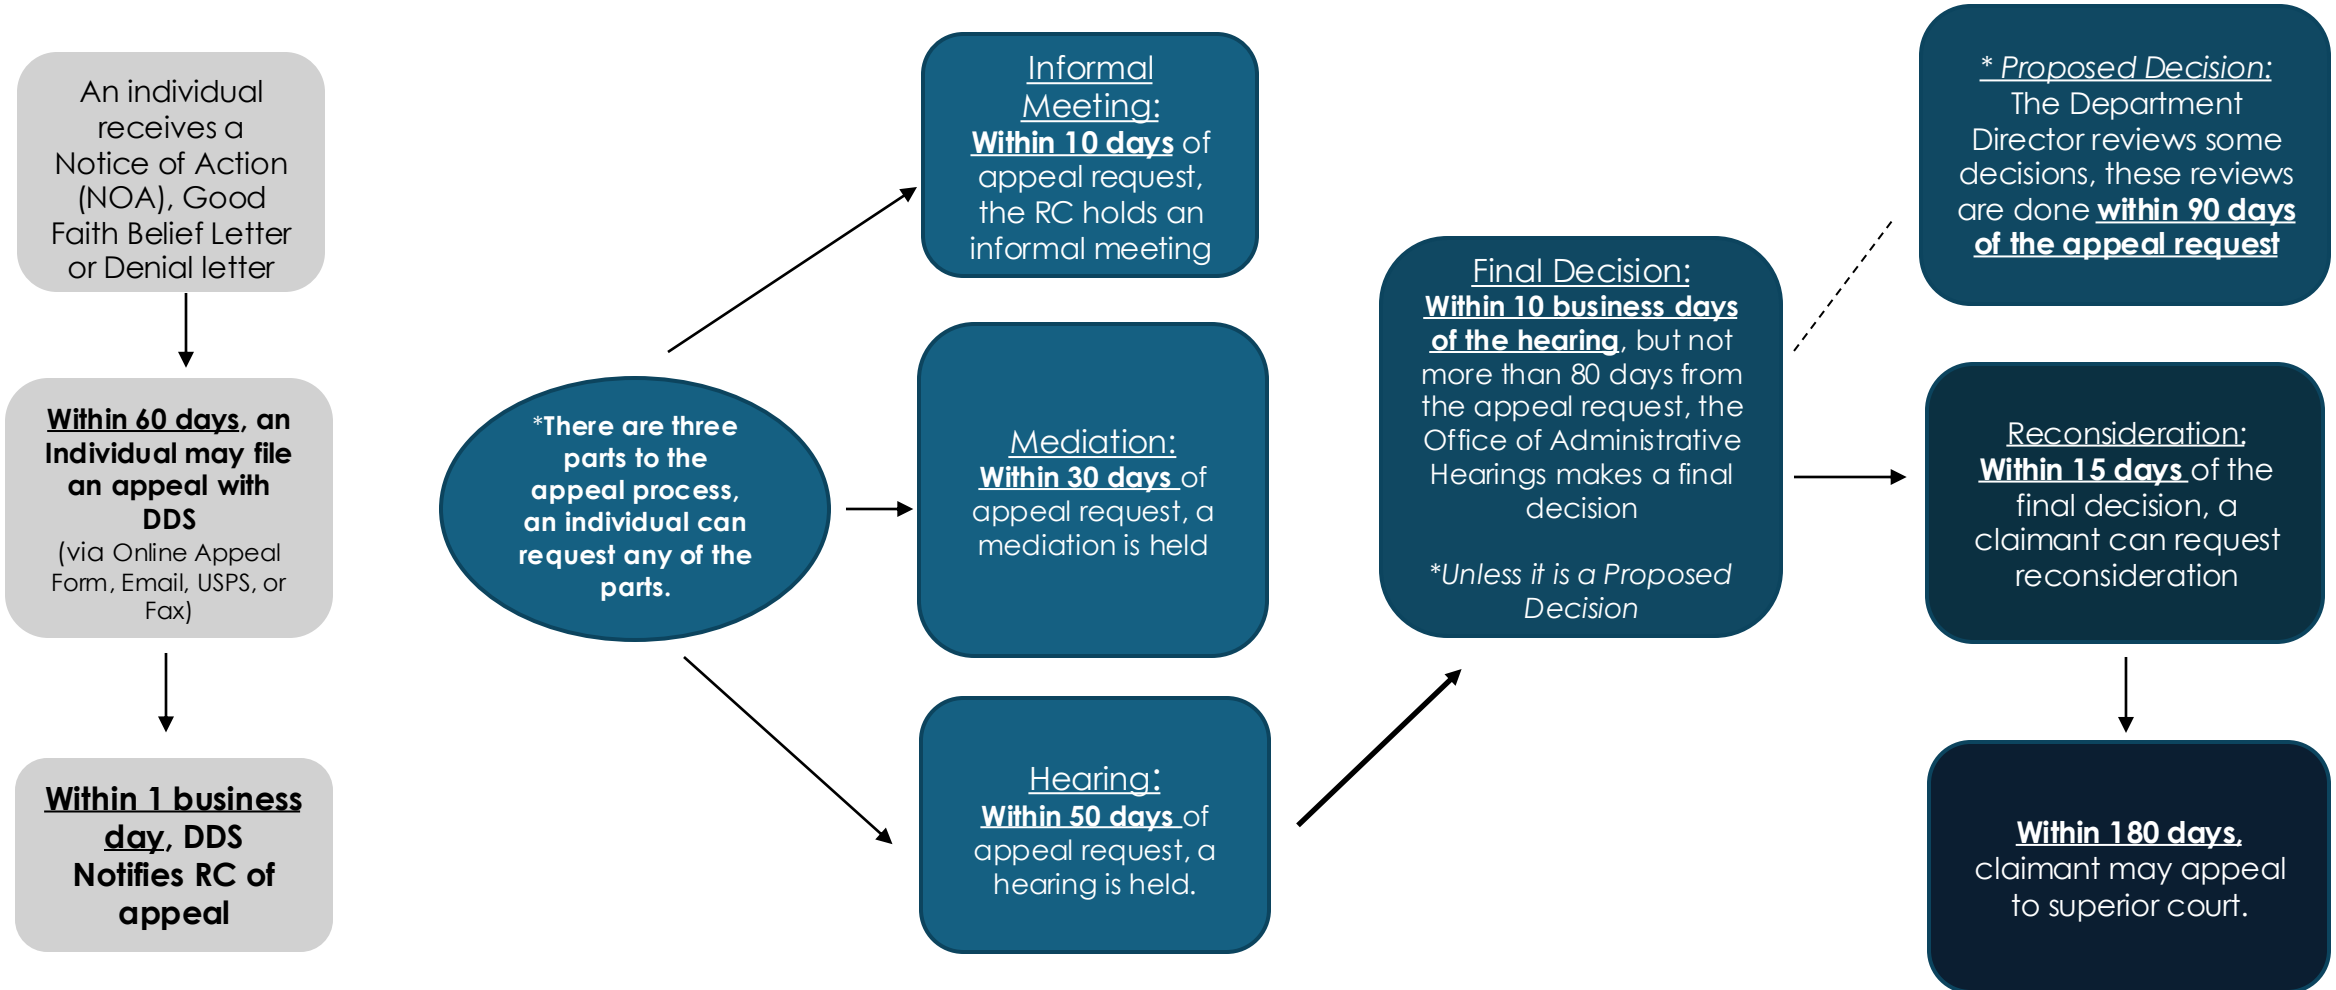 An individual
receives a
Notice of Action
(NOA), Good
Faith Belief Letter
or Denial letter
Within 60 days, an
Individual may file
an appeal with
DDS
(via Online Appeal
Form, Email, USPS, or
Fax)
Within 1 business
day, DDS
Notifies RC of
appeal
*There are three
parts to the
appeal process,
an individual can
request any of the
parts.
Informal
Meeting:
Within 10 days of
appeal request,
the RC holds an
informal meeting
Mediation:
Within 30 days of
appeal request, a
mediation is held
Hearing:
Within 50 days of
appeal request, a
hearing is held.
Final Decision:
Within 10 business days
of the hearing, but not
more than 80 days from
the appeal request, the
Office of Administrative
Hearings makes a final
decision
*Unless it is a Proposed
Decision
* Proposed Decision:
The Department
Director reviews some
decisions, these reviews
are done within 90 days
of the appeal request
Reconsideration:
Within 15 days of the
final decision, a
claimant can request
reconsideration
Within 180 days,
claimant may appeal
to superior court.